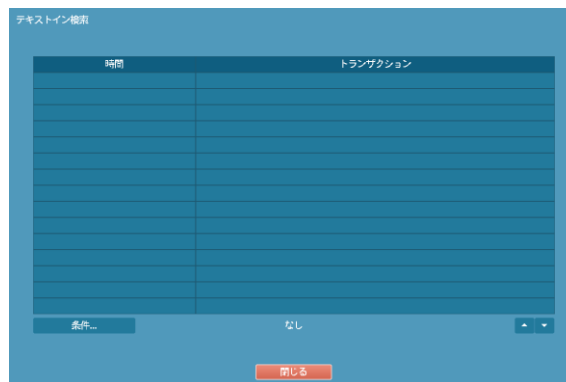 テキストイン検索
時間 トランザクション
条件... なし
閉じる